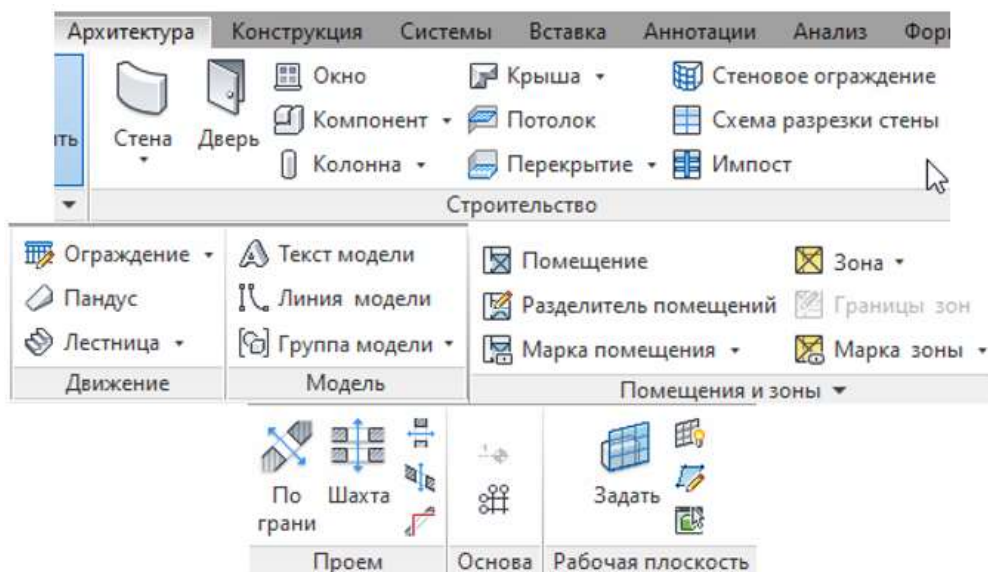 Архитектура Конструкция Системы Вставка Аннотации Анализ
Окно Крыша Стеновое ограждение
Стена Дверь Компонент Потолок Схема разрезки стены
Колонна Перекрытие Импост
Строительство
Ограждение Текст модели Помещение Зона
Пандус Линия модели Разделитель помещений Границы зон
Лестница Группа модели Марка помещения Марка зоны
Движение Модель Помещения и зоны
По грани Шахта Задать
Проем Основа Рабочая плоскость